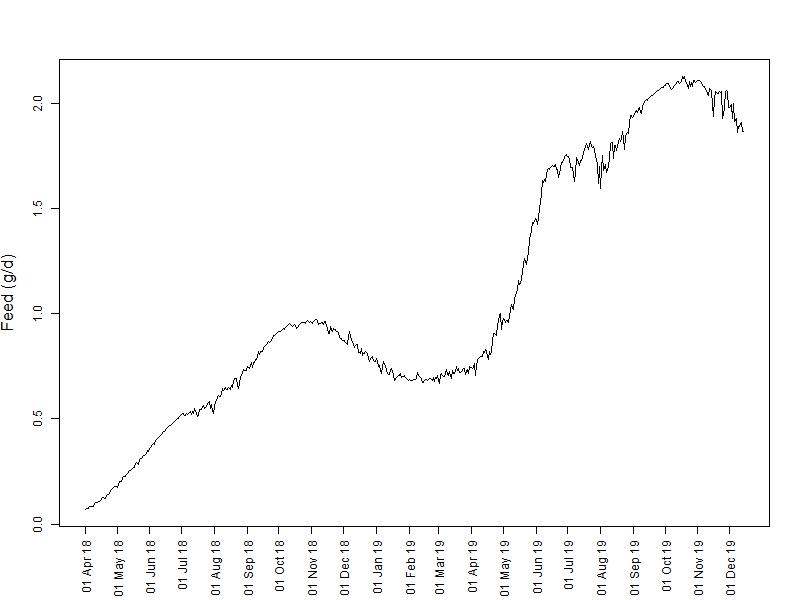 Feed (g/d)
2.0
1.5
1.0
0.5
0.0
01 Apr 18
01 May 18
01 Jun 18
01 Jul 18
01 Aug 18
01 Sep 18
01 Oct 18
01 Nov 18
01 Dec 18
01 Jan 19
01 Feb 19
01 Mar 19
01 Apr 19
01 May 19
01 Jun 19
01 Jul 19
01 Aug 19
01 Sep 19
01 Oct 19
01 Nov 19
01 Dec 19